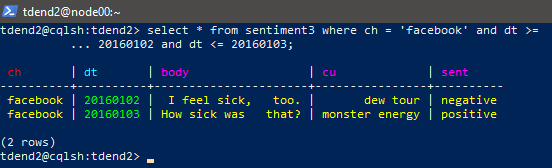 tdend2@node00:~
tdend2@cqlsh:tdend2> select * from sentiment3 where ch = 'facebook' and dt >=
... 20160102 and dt <= 20160103;
ch | dt | body | cu | sent
----------+----------+--------------------+----------------+----------
facebook | 20160102 | I feel sick, too. | dew tour | negative
facebook | 20160103 | How sick was that? | monster energy | positive
(2 rows)
tdend2@cqlsh:tdend2>